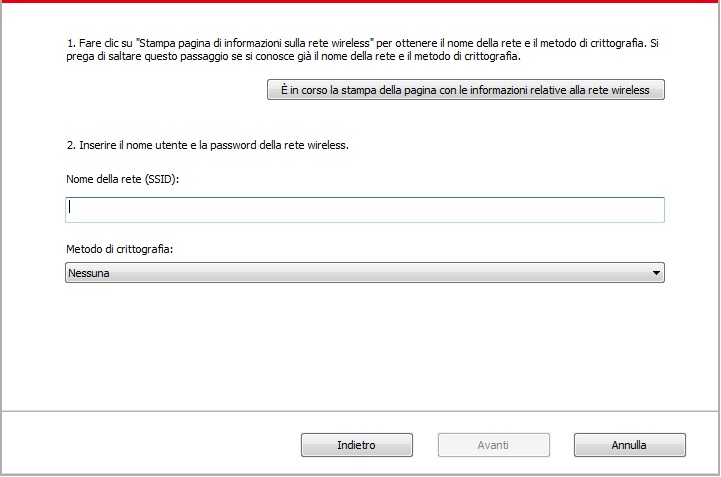 1. Fare clic su "Stampa pagina di informazioni sulla rete wireless" per ottenere il nome della rete e il metodo di crittografia. Si
prega di saltare questo passaggio se si conosce già il nome della rete e il metodo di crittografia.
È in corso la stampa della pagina con le informazioni relative alla rete wireless
2. Inserire il nome utente e la password della rete wireless.
Nome della rete (SSID):
Metodo di crittografia:
Nessuna
Indietro
Avanti
Annulla